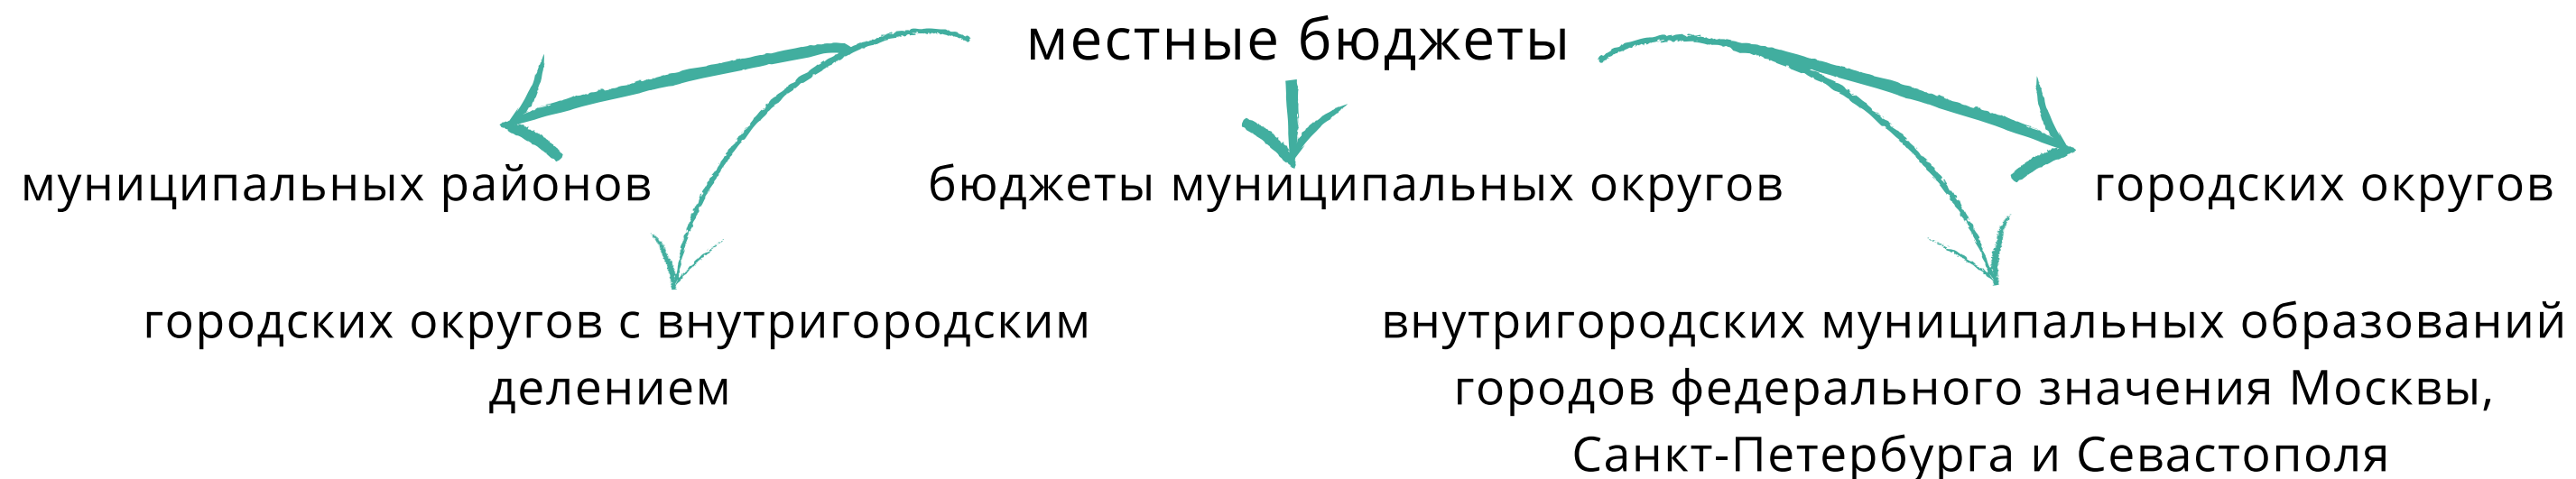 местные бюджеты
муниципальных районов
бюджеты муниципальных округов
городских округов
городских округов с внутригородским
делением
внутригородских муниципальных образований
городов федерального значения Москвы,
Санкт-Петербурга и Севастополя